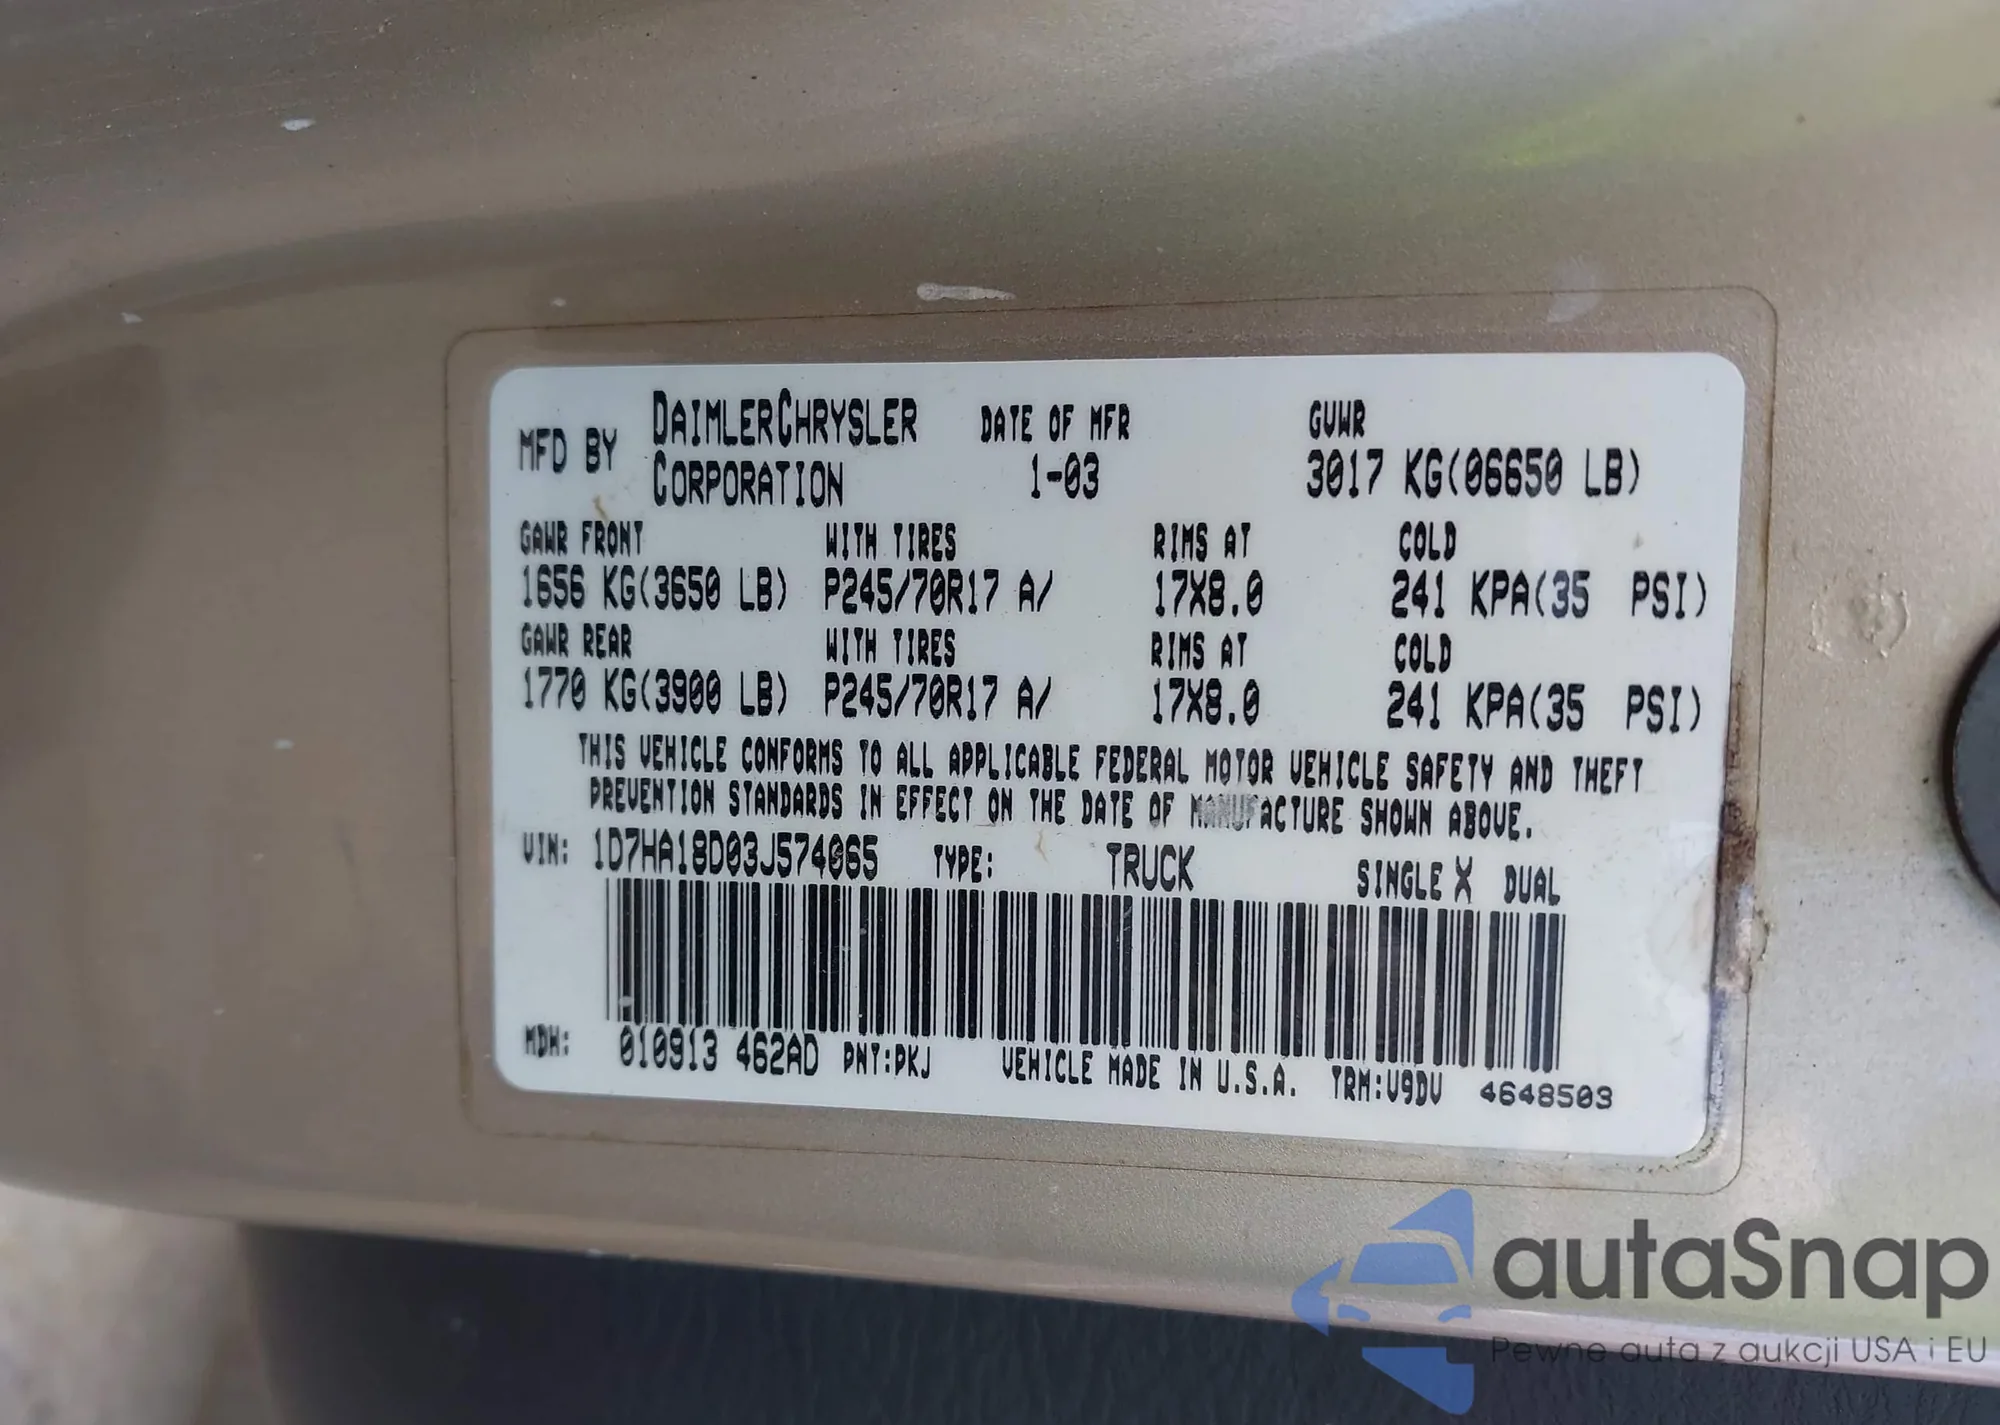 MFD BY DAIMLERCHRYSLER CORPORATION DATE OF MFR 1-03 GVWR 3017 KG(06650 LB)
GAWR FRONT WITH TIRES RIMS AT COLD
1656 KG(3650 LB) P245/70R17 A/ 17X8.0 241 KPA(35 PSI)
GAWR REAR WITH TIRES RIMS AT COLD
1770 KG(3900 LB) P245/70R17 A/ 17X8.0 241 KPA(35 PSI)
THIS VEHICLE CONFORMS TO ALL APPLICABLE FEDERAL MOTOR VEHICLE SAFETY AND THEFT
PREVENTION STANDARDS IN EFFECT ON THE DATE OF MANUFACTURE SHOWN ABOVE.
VIN: 1D7HA18D03J574065 TYPE: TRUCK SINGLE X DUAL
MDH: 010913 462AD PNT:PKJ VEHICLE MADE IN U.S.A. TRM:V9DV 4648503
autaSnap
Pewne auta z aukcji USA i EU